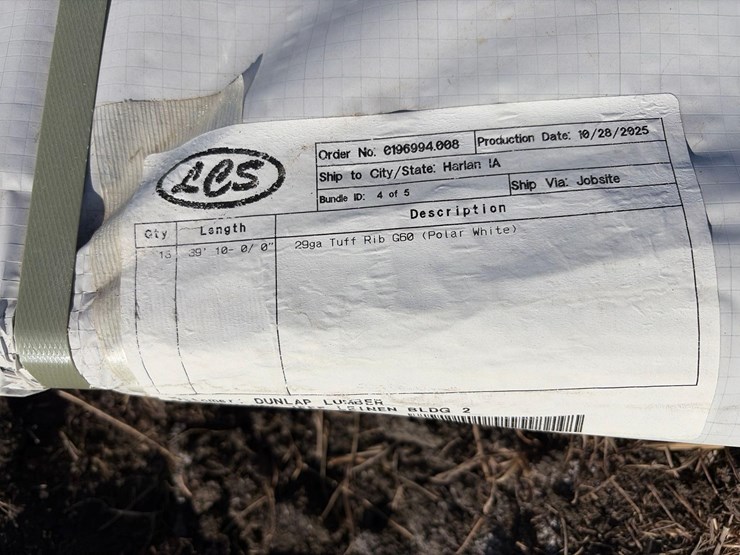 LCS
Order No: 0196994.008
Production Date: 10/28/2025
Ship to City/State: Harlan IA
Bundle ID: 4 of 5
Ship Via: Jobsite
Qty Length Description
13 39' 10- 0/ 0" 29ga Tuff Rib G60 (Polar White)
DUNLAP LUMBER
LEINEN BLDG 2